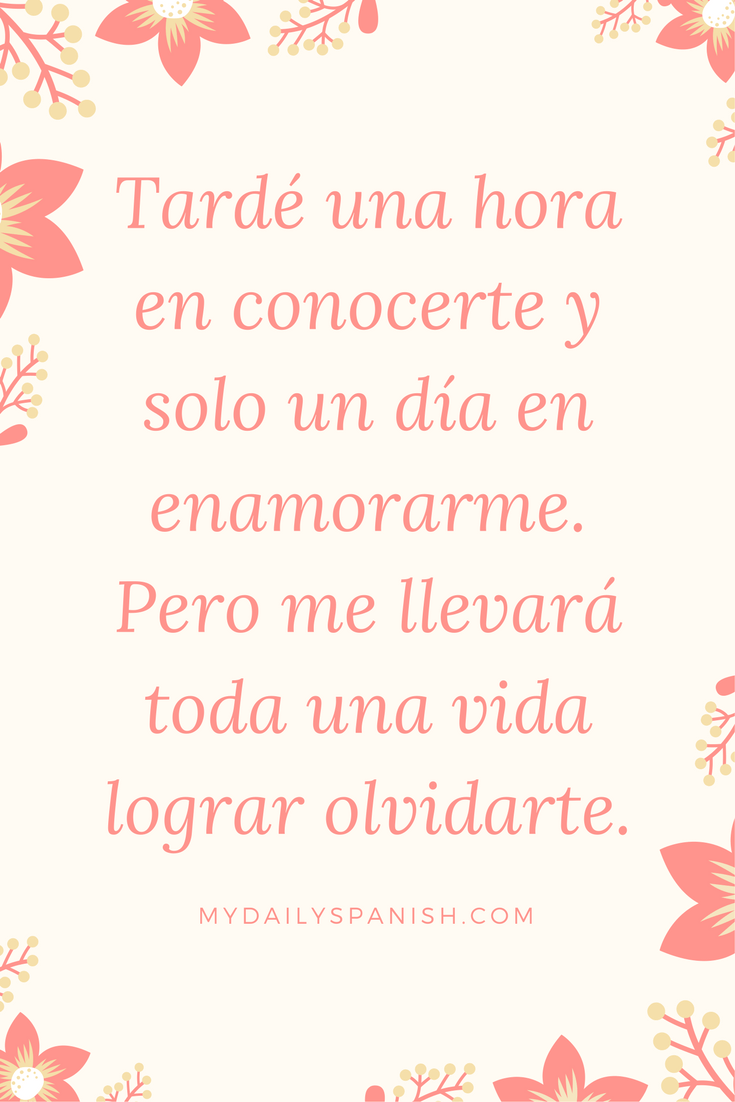 Tardé una hora
en conocerte y
solo un día en
enamorarme.
Pero me llevará
toda una vida
lograr olvidarte.
MYDAILYSPANISH.COM